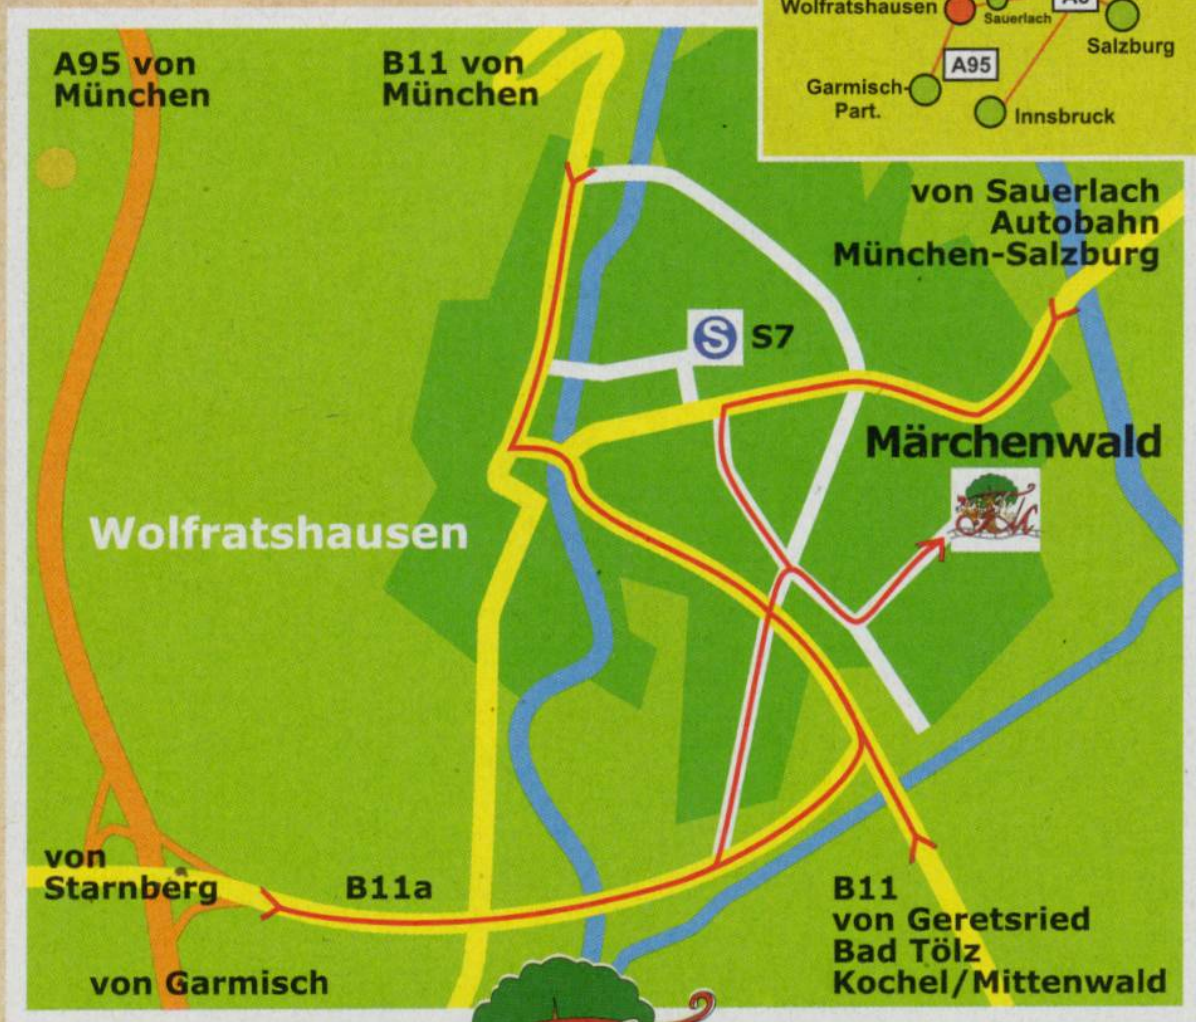 Wolfratshausen
Sauerlach
Salzburg
A95
Garmisch-
Part.
Innsbruck
A95 von
München
B11 von
München
von Sauerlach
Autobahn
München-Salzburg
S S7
Märchenwald
Wolfratshausen
von
Starnberg
B11a
von Garmisch
B11
von Geretsried
Bad Tölz
Kochel/Mittenwald